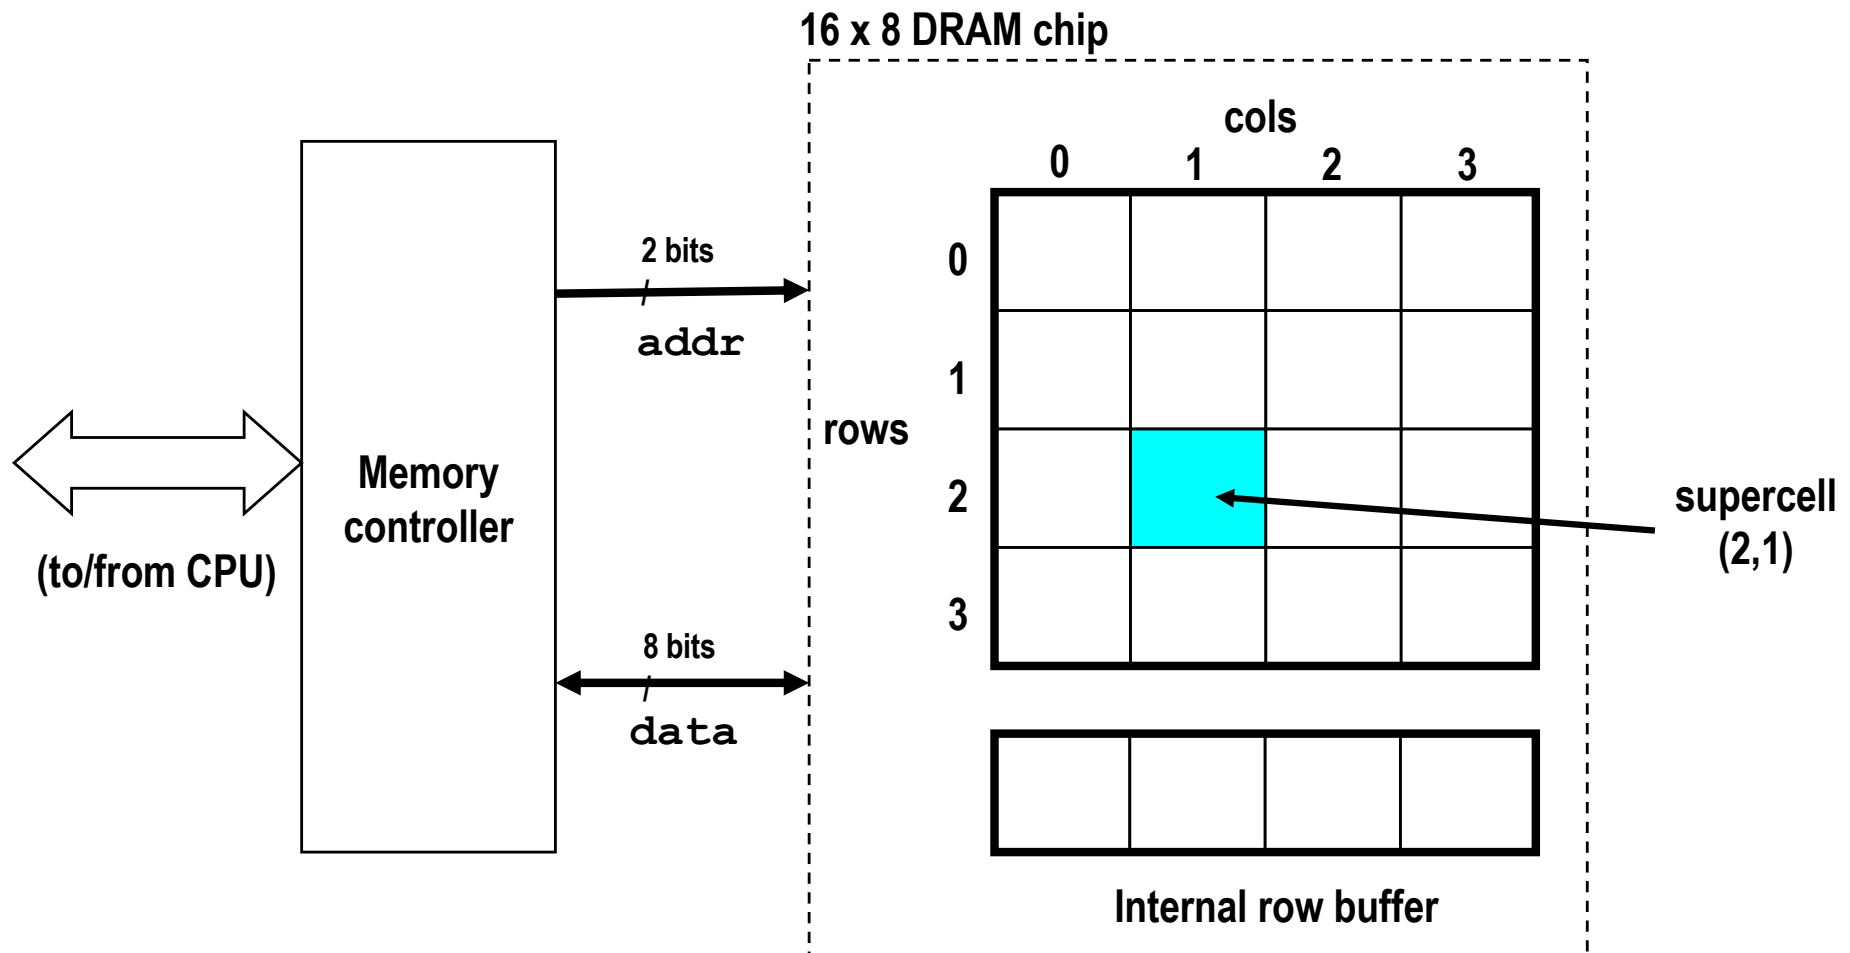 16 x 8 DRAM chip
cols
0 1 2 3
2 bits
addr
0
1
rows
2
3
Memory
controller
(to/from CPU)
supercell
(2,1)
8 bits
data
Internal row buffer